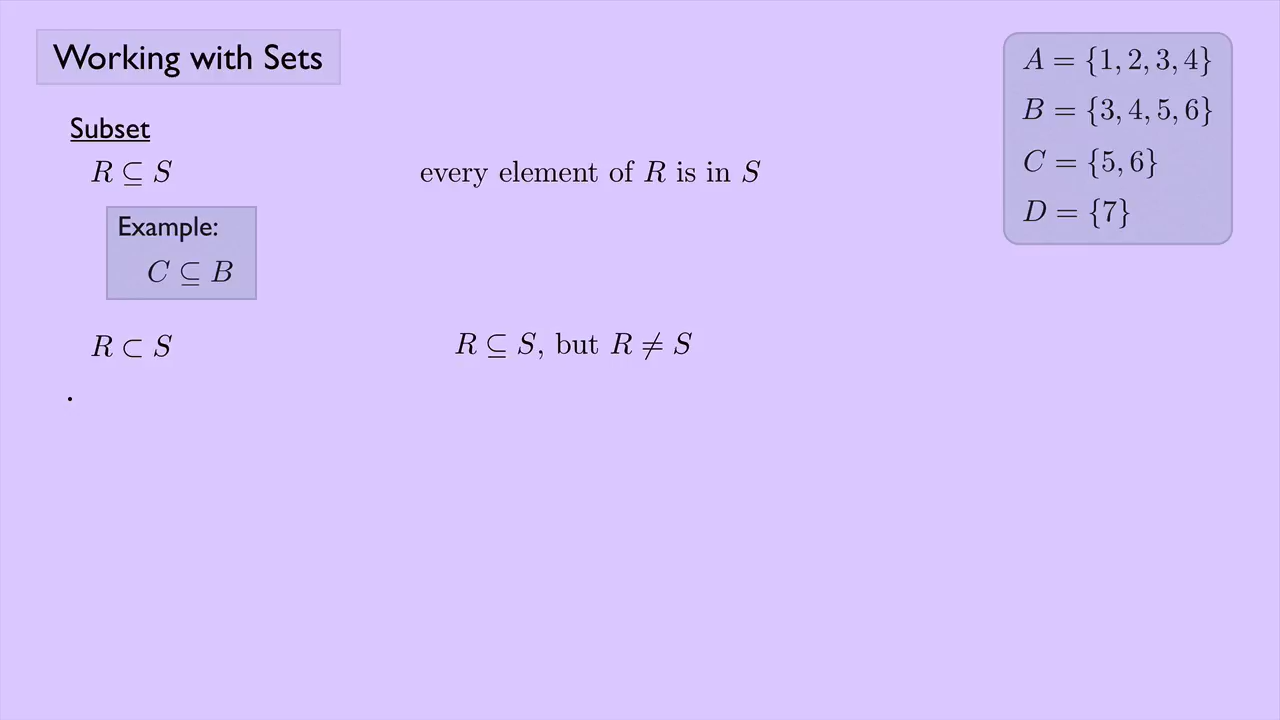 Working with Sets
Subset
R ⊆ S
every element of R is in S
Example:
C ⊆ B
R ⊂ S
R ⊆ S, but R ≠ S
.
A = {1, 2, 3, 4}
B = {3, 4, 5, 6}
C = {5, 6}
D = {7}